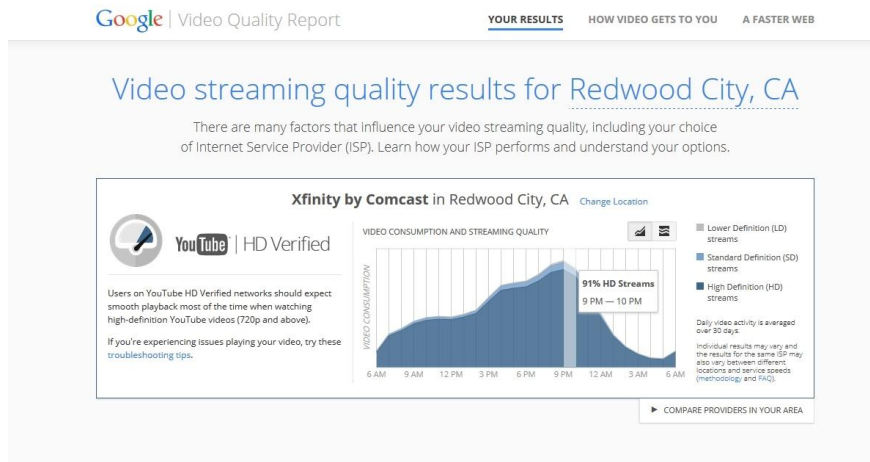 Google | Video Quality Report
YOUR RESULTS
HOW VIDEO GETS TO YOU
A FASTER WEB
Video streaming quality results for Redwood City, CA
There are many factors that influence your video streaming quality, including your choice
of Internet Service Provider (ISP). Learn how your ISP performs and understand your options.
Xfinity by Comcast in Redwood City, CA Change Location
YouTube | HD Verified
Users on YouTube HD Verified networks should expect
smooth playback most of the time when watching
high-definition YouTube videos (720p and above).
If you're experiencing issues playing your video, try these
troubleshooting tips.
VIDEO CONSUMPTION AND STREAMING QUALITY
VIDEO CONSUMPTION
91% HD Streams
9 PM — 10 PM
6 AM 9 AM 12 PM 3 PM 6 PM 9 PM 12 AM 3 AM 6 AM
Lower Definition (LD)
streams
Standard Definition (SD)
streams
High Definition (HD)
streams
Daily video activity is averaged
over 30 days.
Individual results may vary and
the results for the same ISP may
also vary between different
locations and service speeds
(methodology and FAQ).
COMPARE PROVIDERS IN YOUR AREA